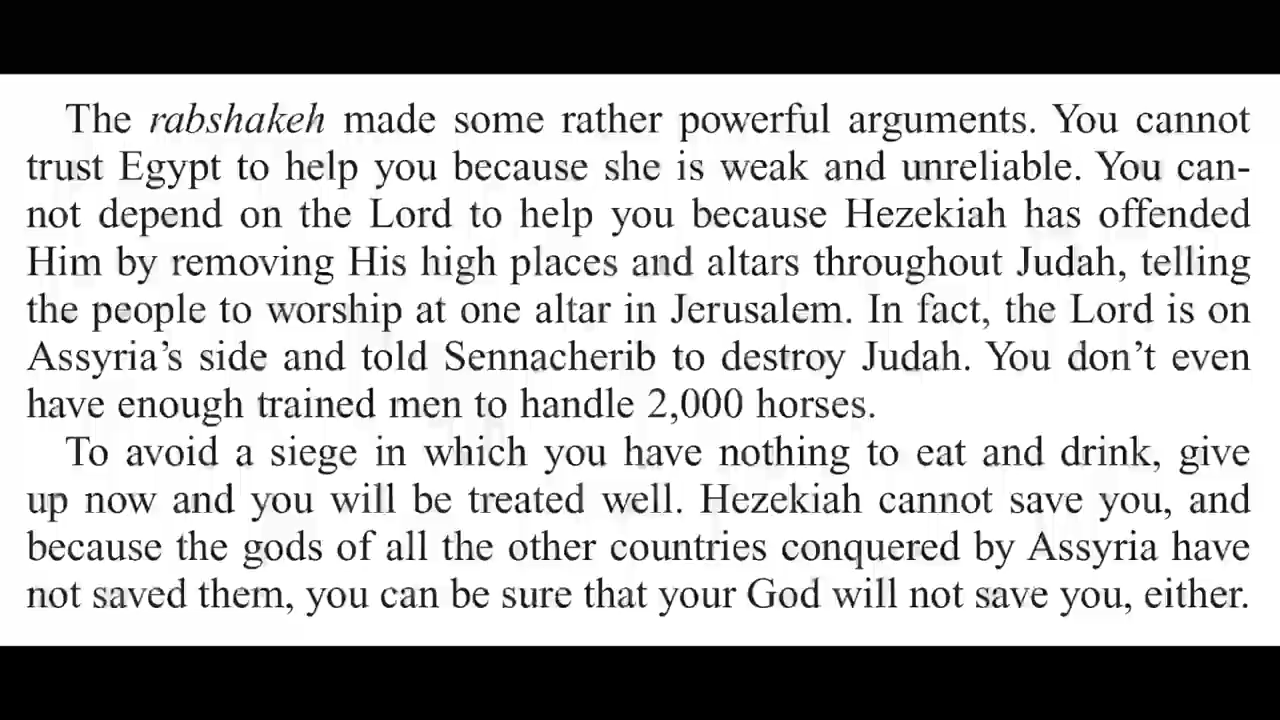 The rabshakeh made some rather powerful arguments. You cannot
trust Egypt to help you because she is weak and unreliable. You can-
not depend on the Lord to help you because Hezekiah has offended
Him by removing His high places and altars throughout Judah, telling
the people to worship at one altar in Jerusalem. In fact, the Lord is on
Assyria’s side and told Sennacherib to destroy Judah. You don’t even
have enough trained men to handle 2,000 horses.
To avoid a siege in which you have nothing to eat and drink, give
up now and you will be treated well. Hezekiah cannot save you, and
because the gods of all the other countries conquered by Assyria have
not saved them, you can be sure that your God will not save you, either.